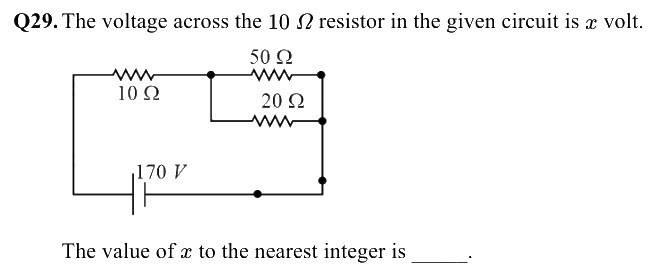 Q29. The voltage across the 10 Ω resistor in the given circuit is x volt.
50 Ω
10 Ω
20 Ω
170 V
The value of x to the nearest integer is _____.